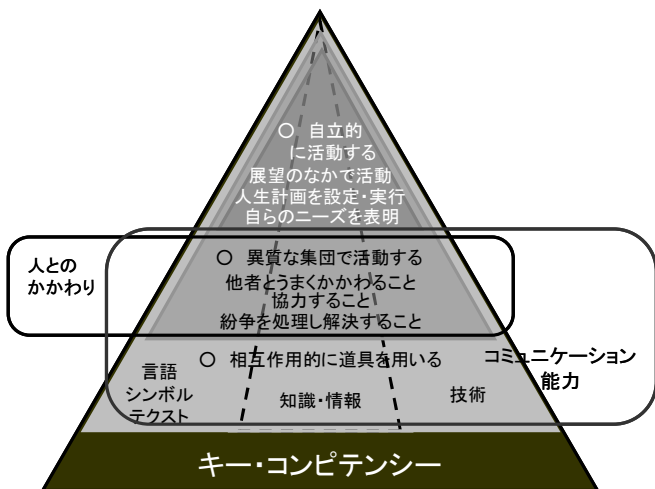 ○ 自立的
に活動する
展望のなかで活動
人生計画を設定・実行
自らのニーズを表明
人との
かかわり
○ 異質な集団で活動する
他者とうまくかかわること
協力すること
紛争を処理し解決すること
○ 相互作用的に道具を用いる
コミュニケーション
能力
言語
シンボル
テクスト
知識・情報
技術
キー・コンピテンシー